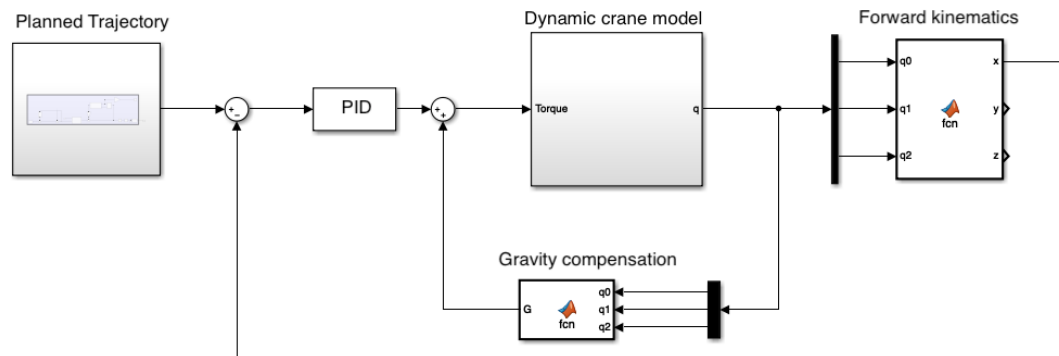 Planned Trajectory
Dynamic crane model
Forward kinematics
+
−
PID
+
+
Torque
q
q0
q1
q2
fcn
x
y
z
Gravity compensation
G
fcn
q0
q1
q2